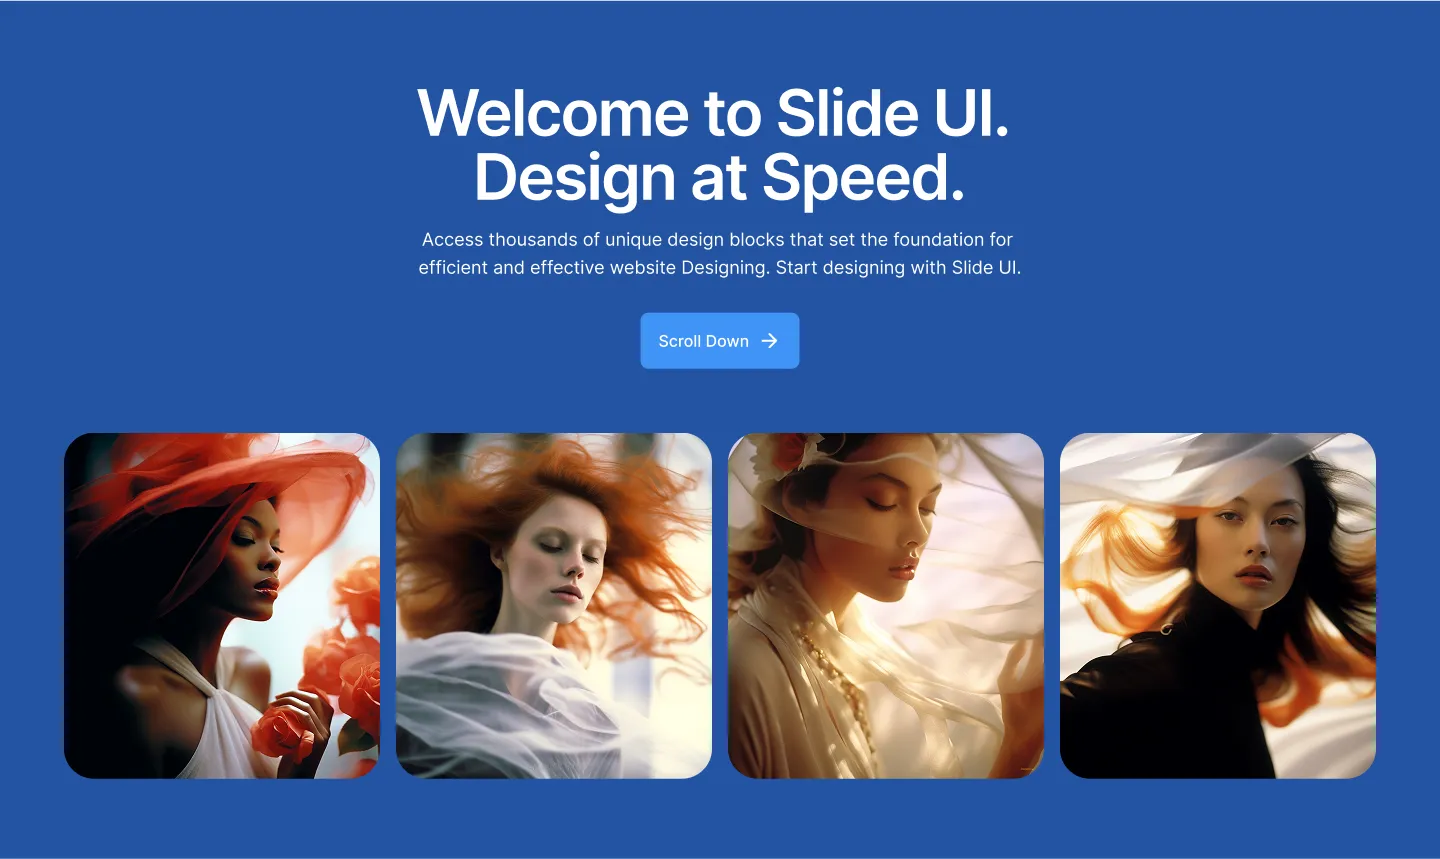 Welcome to Slide UI.
Design at Speed.
Access thousands of unique design blocks that set the foundation for
efficient and effective website Designing. Start designing with Slide UI.
Scroll Down